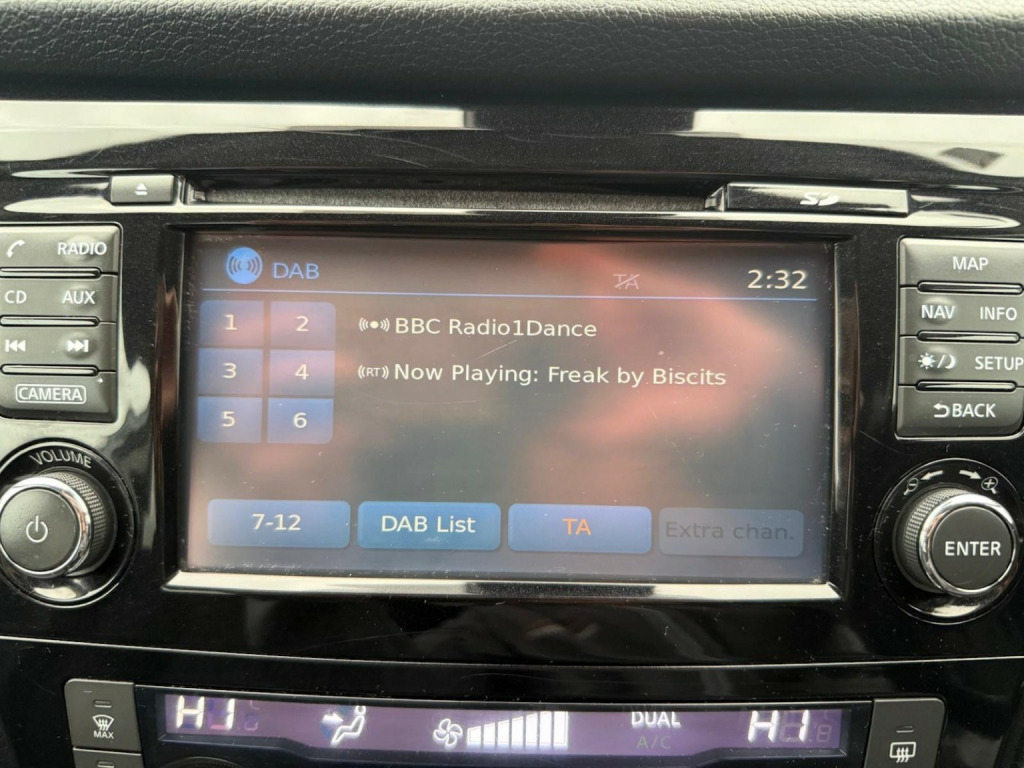 SD
RADIO
CD AUX
CAMERA
VOLUME
DAB TA 2:32
1 2
3 4
5 6
BBC Radio1Dance
(RT) Now Playing: Freak by Biscits
7-12 DAB List TA Extra chan.
MAP
NAV INFO
SETUP
BACK
ENTER
MAX
HI
DUAL
A/C
HI